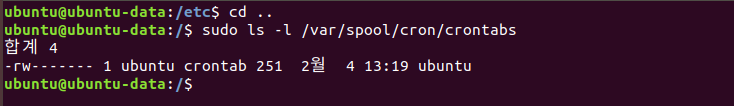 ubuntu@ubuntu-data:/etc$ cd ..
ubuntu@ubuntu-data:/$ sudo ls -l /var/spool/cron/crontabs
합계 4
-rw------- 1 ubuntu crontab 251  2월  4 13:19 ubuntu
ubuntu@ubuntu-data:/$